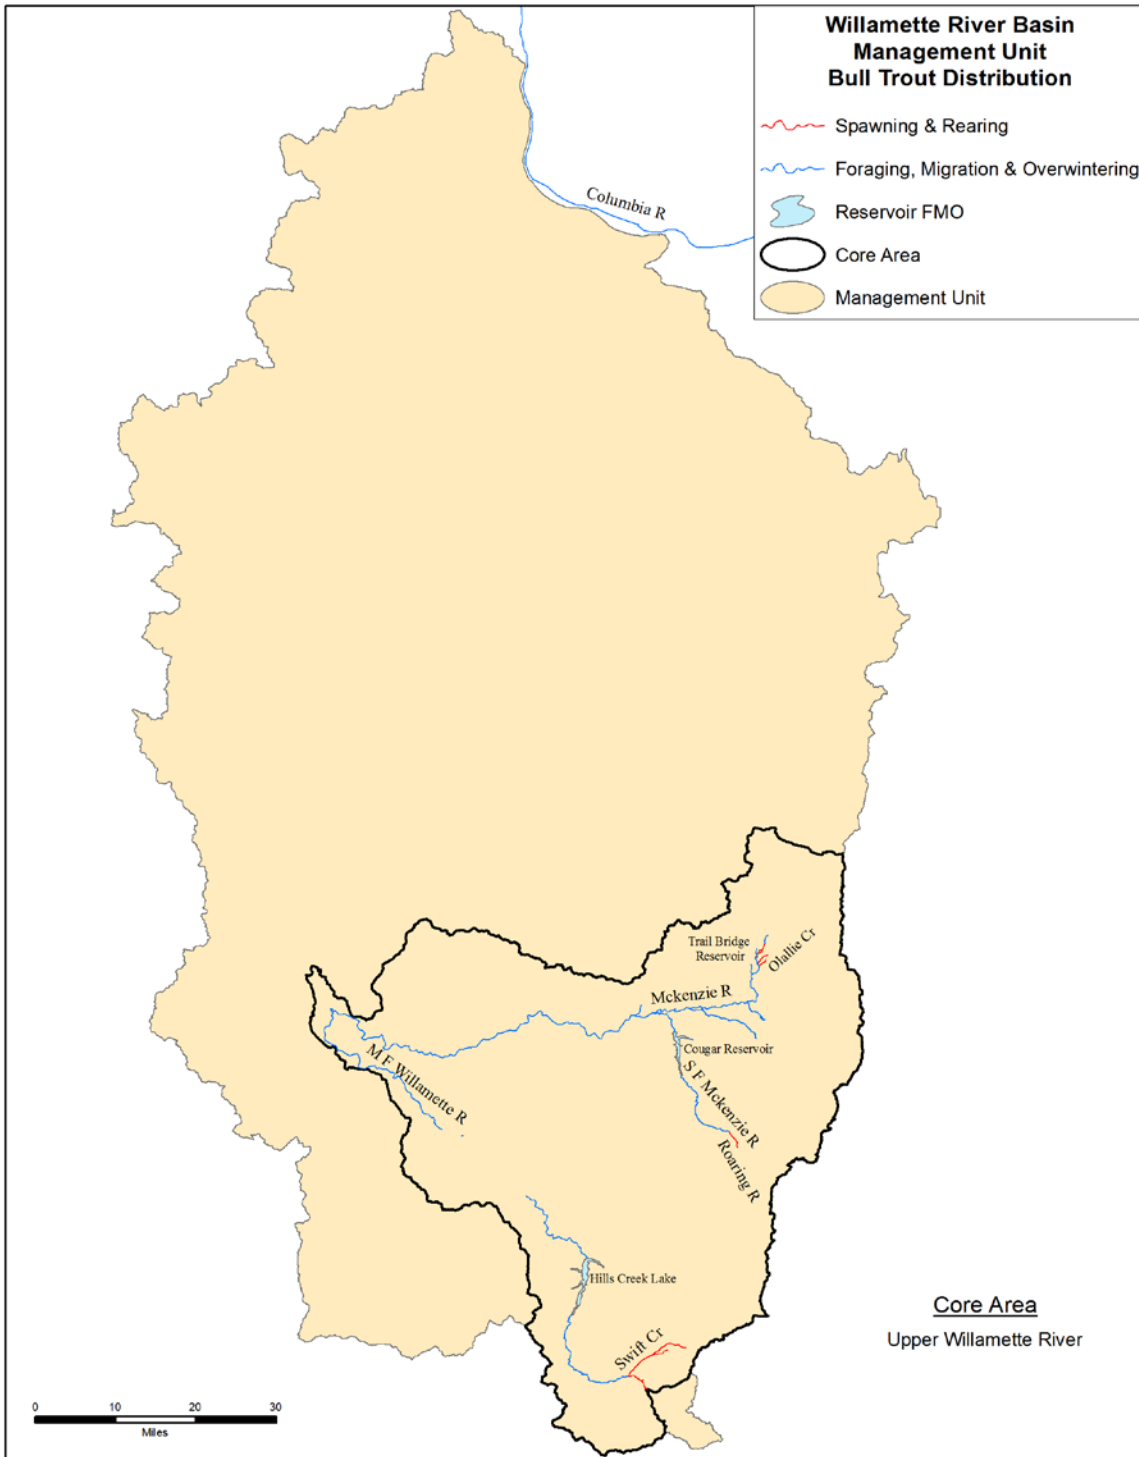 Willamette River Basin
Management Unit
Bull Trout Distribution
Spawning & Rearing
Foraging, Migration & Overwintering
Reservoir FMO
Core Area
Management Unit
Columbia R
Trail Bridge
Reservoir
Olallie Cr
Mckenzie R
Cougar Reservoir
M F Willamette R
S F Mckenzie R
Roaring R
Hills Creek Lake
Swift Cr
Core Area
Upper Willamette River
0 10 20 30
Miles